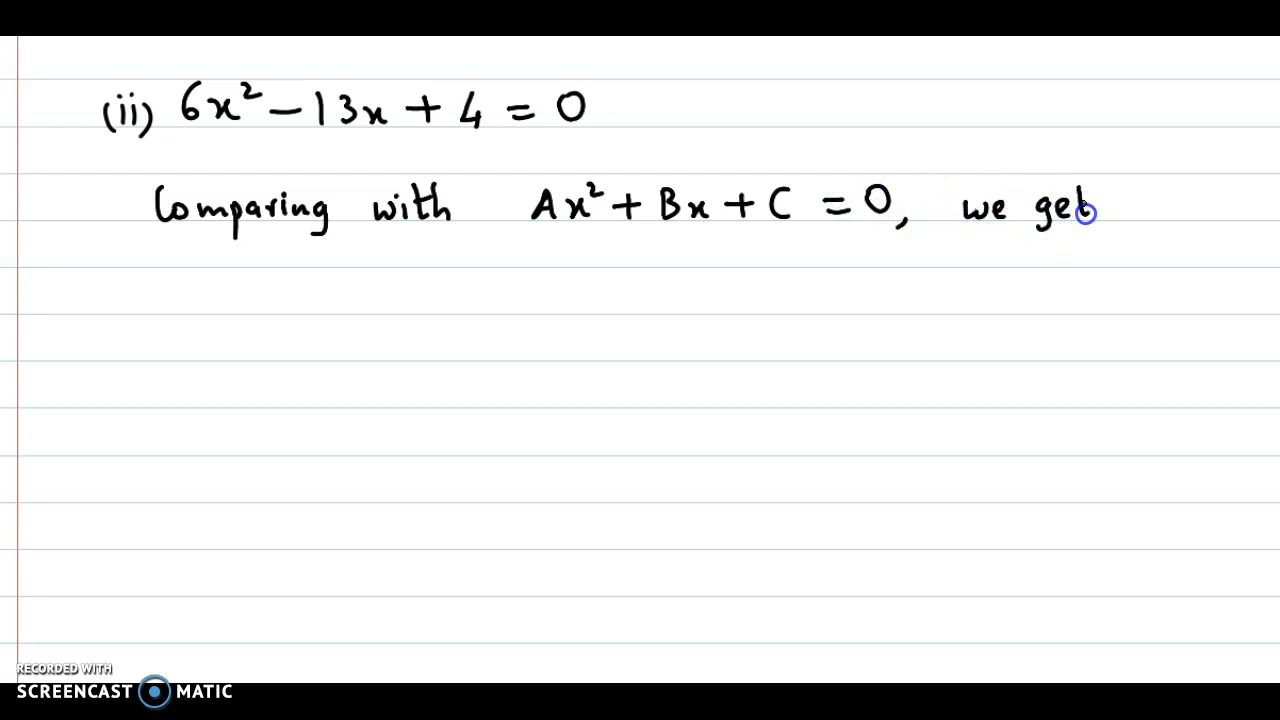 (ii) 6x² - 13x + 4 = 0
Comparing with Ax² + Bx + C = 0, we get
RECORDED WITH
SCREENCAST MATIC